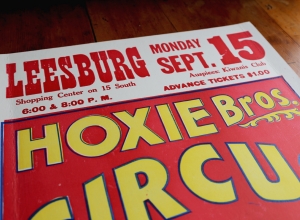 LEESBURG MONDAY SEPT. 15
Shopping Center on 15 South
Auspices: Kiwanis Club
6:00 & 8:00 P. M.
ADVANCE TICKETS $1.00
HOXIE Bros.
CIRCU